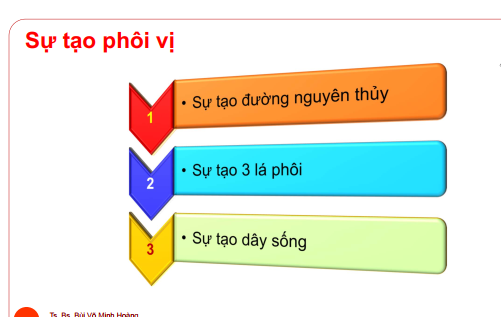 Sự tạo phôi vị
1
• Sự tạo đường nguyên thủy
2
• Sự tạo 3 lá phôi
3
• Sự tạo dây sống
Ts. Bs. Bùi Võ Minh Hoàng